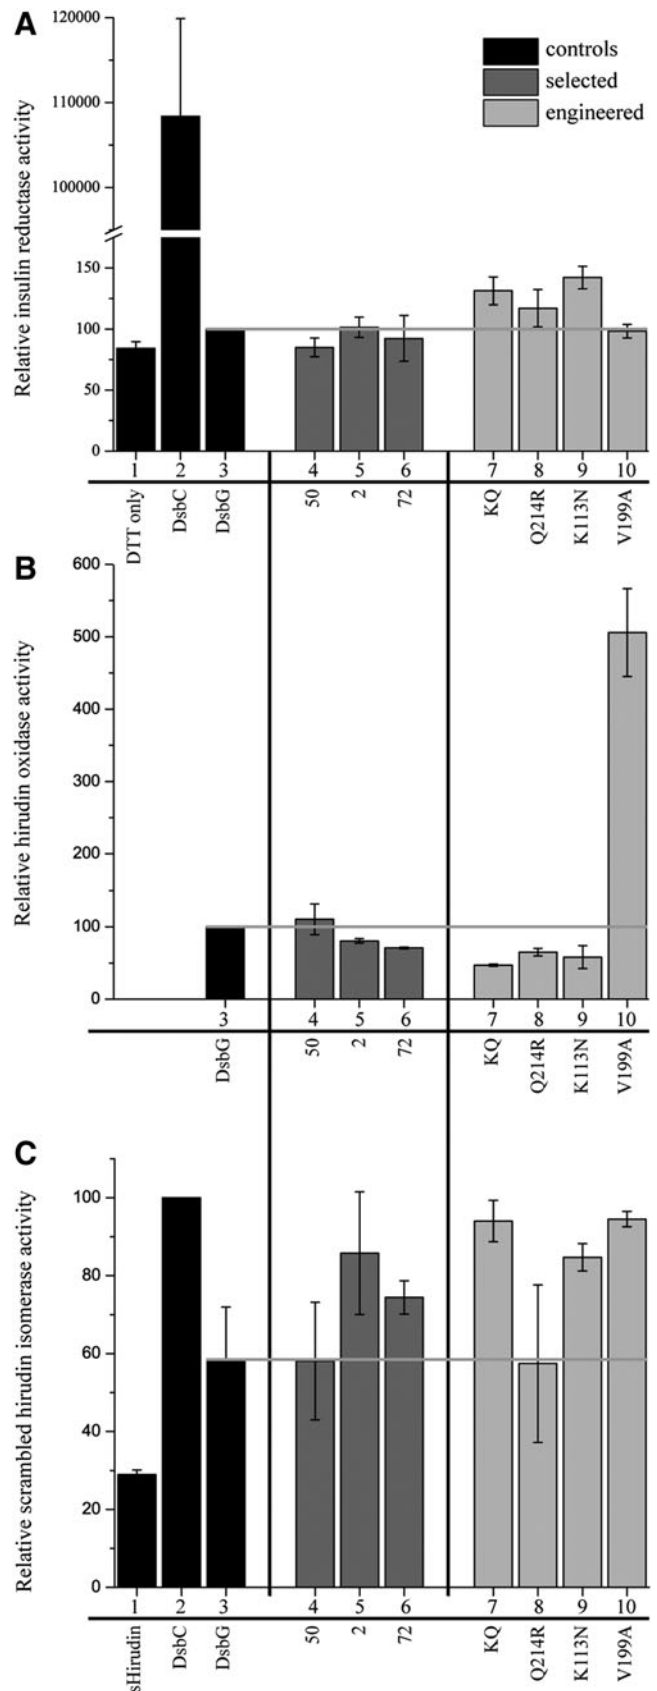 A
Relative insulin reductase activity
120000
110000
100000
150
100
50
0
controls
selected
engineered
1 2 3 4 5 6 7 8 9 10
DTT only DsbC DsbG 50 2 72 KQ Q214R K113N V199A
B
Relative hirudin oxidase activity
600
500
400
300
200
100
0
3 4 5 6 7 8 9 10
DsbG 50 2 72 KQ Q214R K113N V199A
C
Relative scrambled hirudin isomerase activity
100
80
60
40
20
0
1 2 3 4 5 6 7 8 9 10
sHirudin DsbC DsbG 50 2 72 KQ Q214R K113N V199A